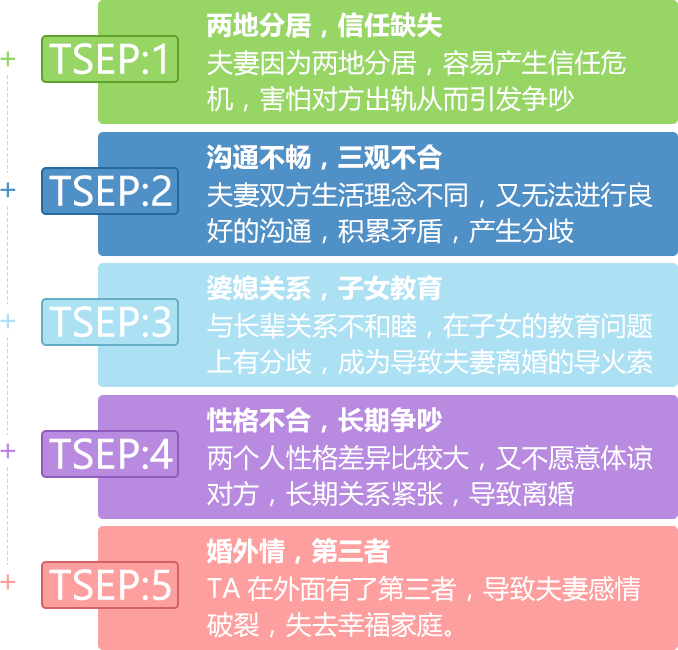 两地分居，信任缺失
TSEP:1
夫妻因为两地分居，容易产生信任危
机，害怕对方出轨从而引发争吵
沟通不畅，三观不合
TSEP:2
夫妻双方生活理念不同，又无法进行良
好的沟通，积累矛盾，产生分歧
婆媳关系，子女教育
TSEP:3
与长辈关系不和睦，在子女的教育问题
上有分歧，成为导致夫妻离婚的导火索
性格不合，长期争吵
TSEP:4
两个人性格差异比较大，又不愿意体谅
对方，长期关系紧张，导致离婚
婚外情，第三者
TSEP:5
TA 在外面有了第三者，导致夫妻感情
破裂，失去幸福家庭。